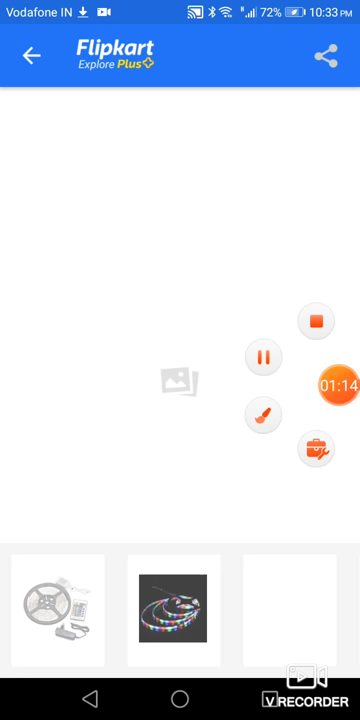 Vodafone IN 72% 10:33 PM
Flipkart
Explore Plus
01:14
V RECORDER